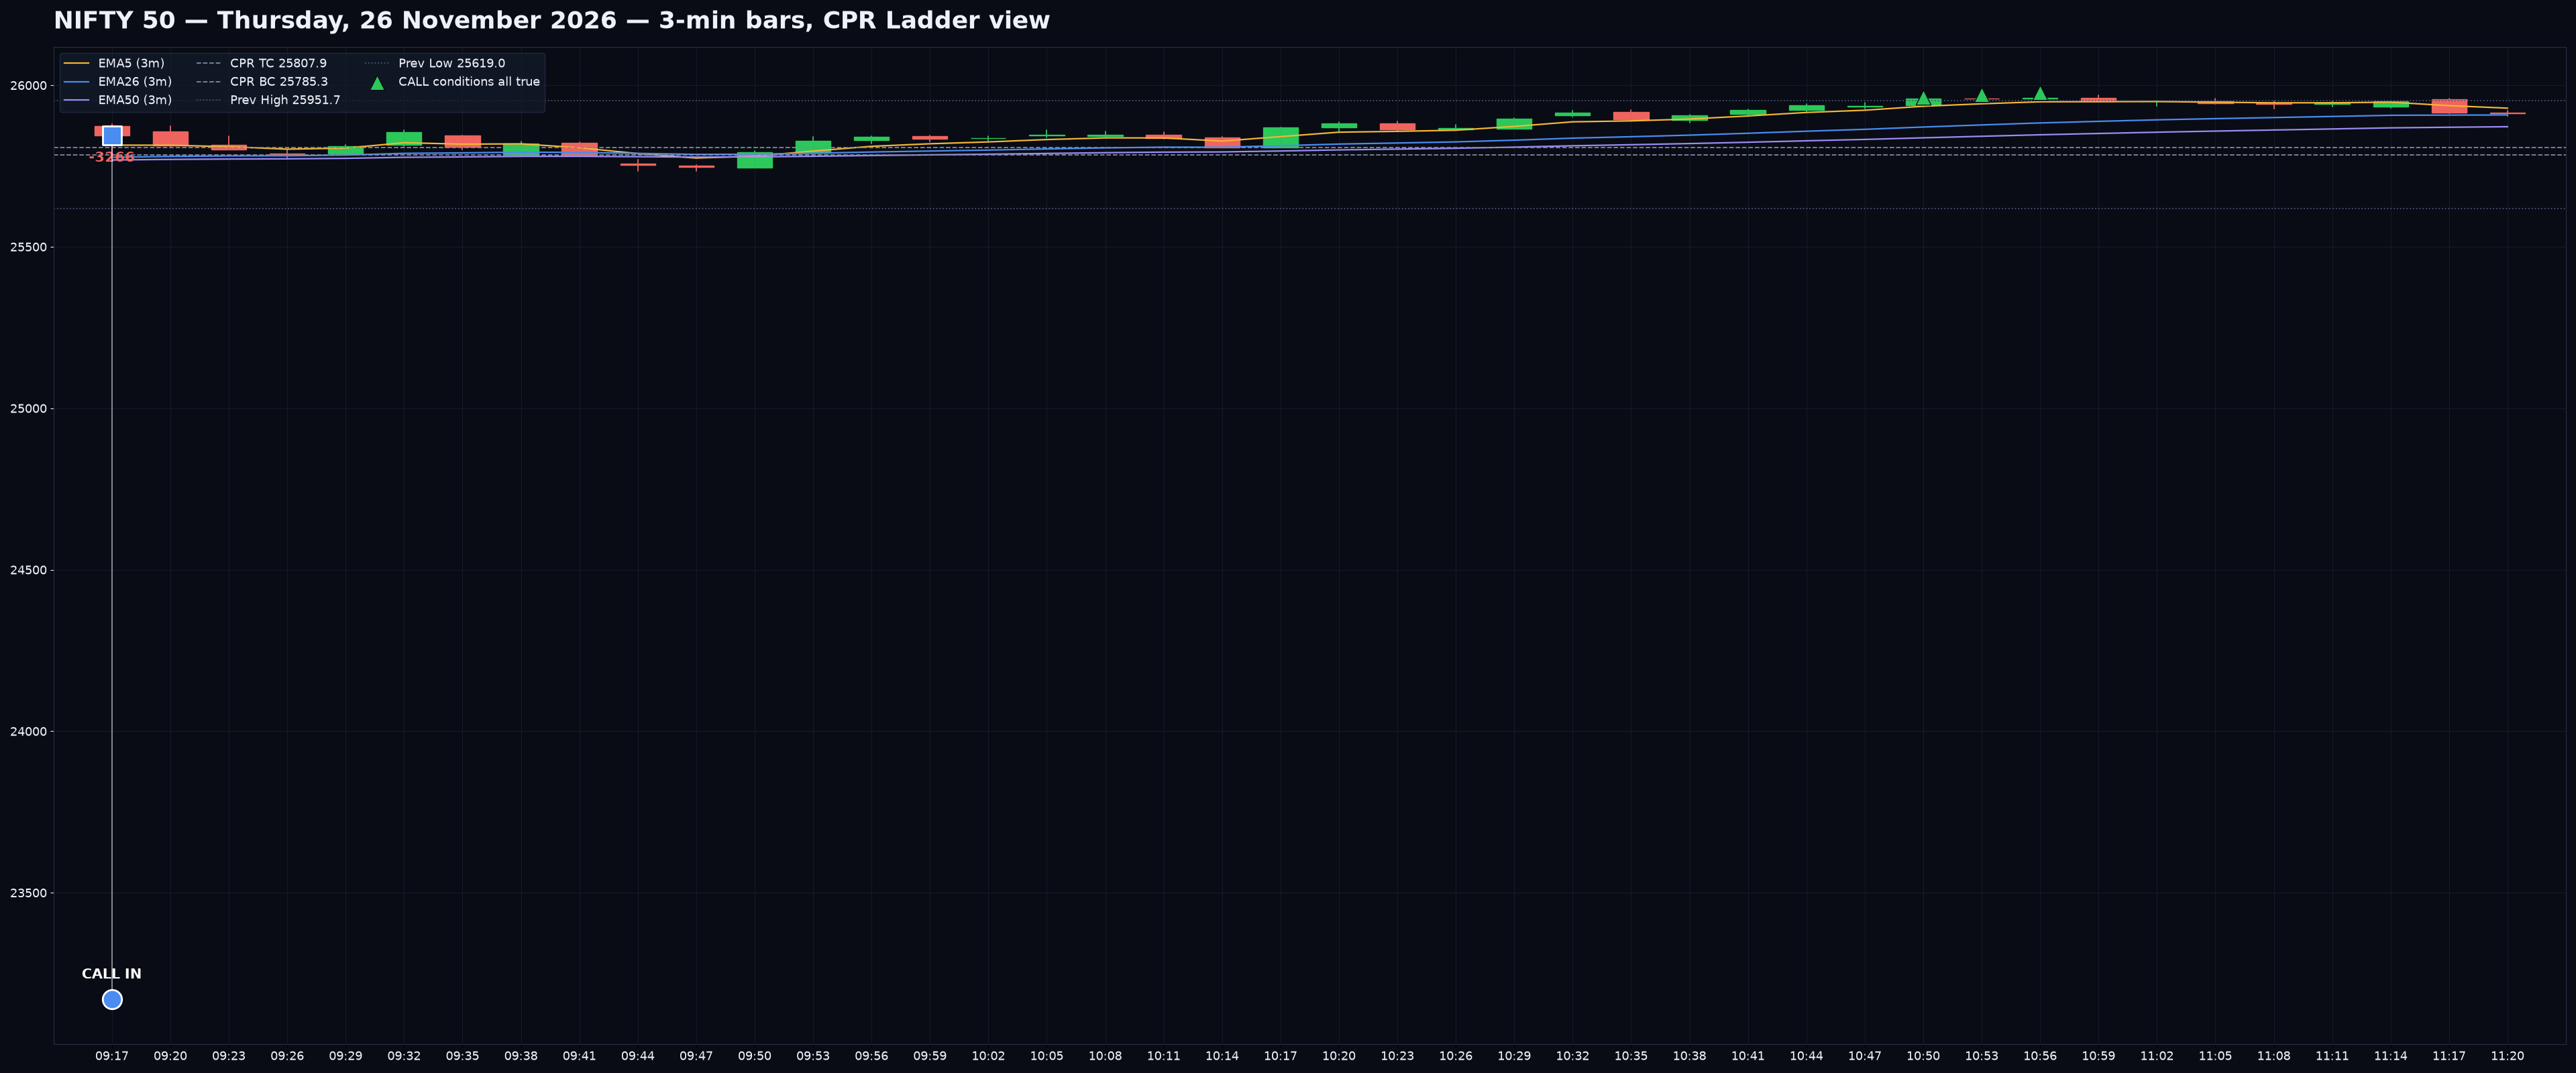 NIFTY 50 — Thursday, 26 November 2026 — 3-min bars, CPR Ladder view
EMA5 (3m)
EMA26 (3m)
EMA50 (3m)
CPR TC 25807.9
CPR BC 25785.3
Prev High 25951.7
Prev Low 25619.0
CALL conditions all true
26000
25500
25000
24500
24000
23500
-3266
CALL IN
09:17 09:20 09:23 09:26 09:29 09:32 09:35 09:38 09:41 09:44 09:47 09:50 09:53 09:56 09:59 10:02 10:05 10:08 10:11 10:14 10:17 10:20 10:23 10:26 10:29 10:32 10:35 10:38 10:41 10:44 10:47 10:50 10:53 10:56 10:59 11:02 11:05 11:08 11:11 11:14 11:17 11:20